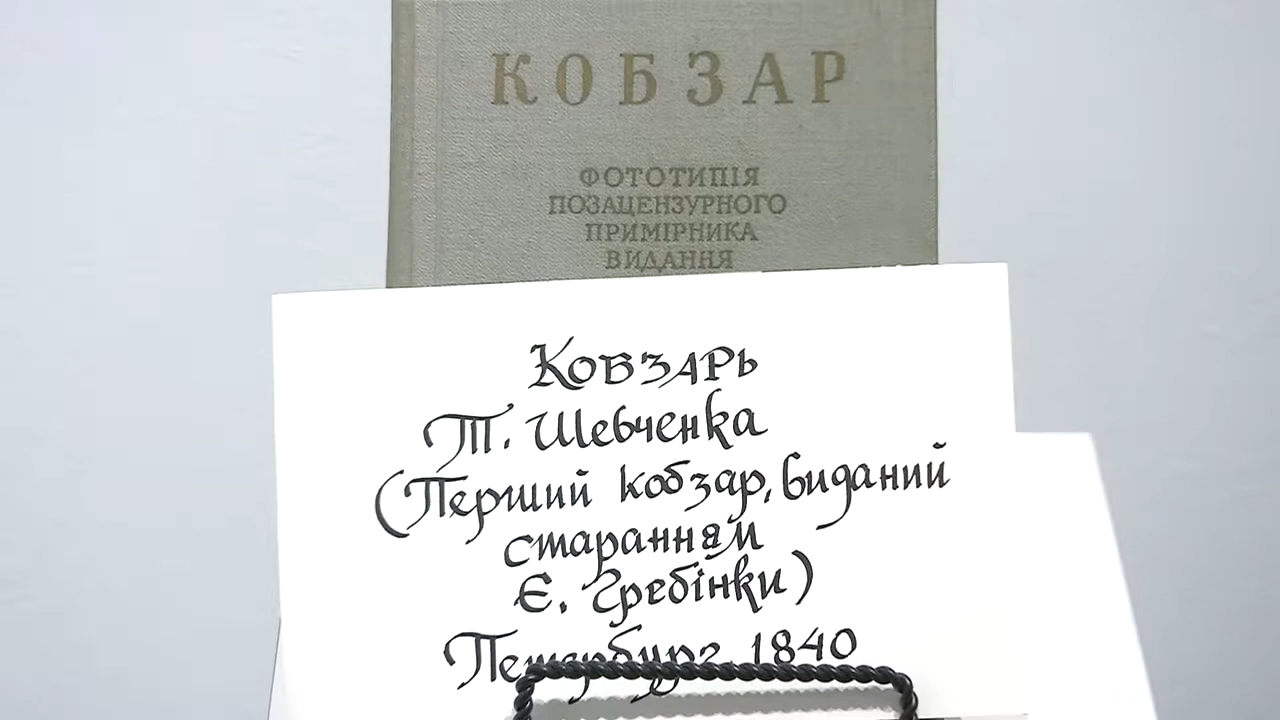 КОБЗАР
ФОТОТИПІЯ
ПОЗАЦЕНЗУРНОГО
ПРИМІРНИКА
ВИДАННЯ
Кобзарь
Т. Шевченка
(Перший кобзар, виданий
старанням
Є. Гребінки)
Петербург 1840